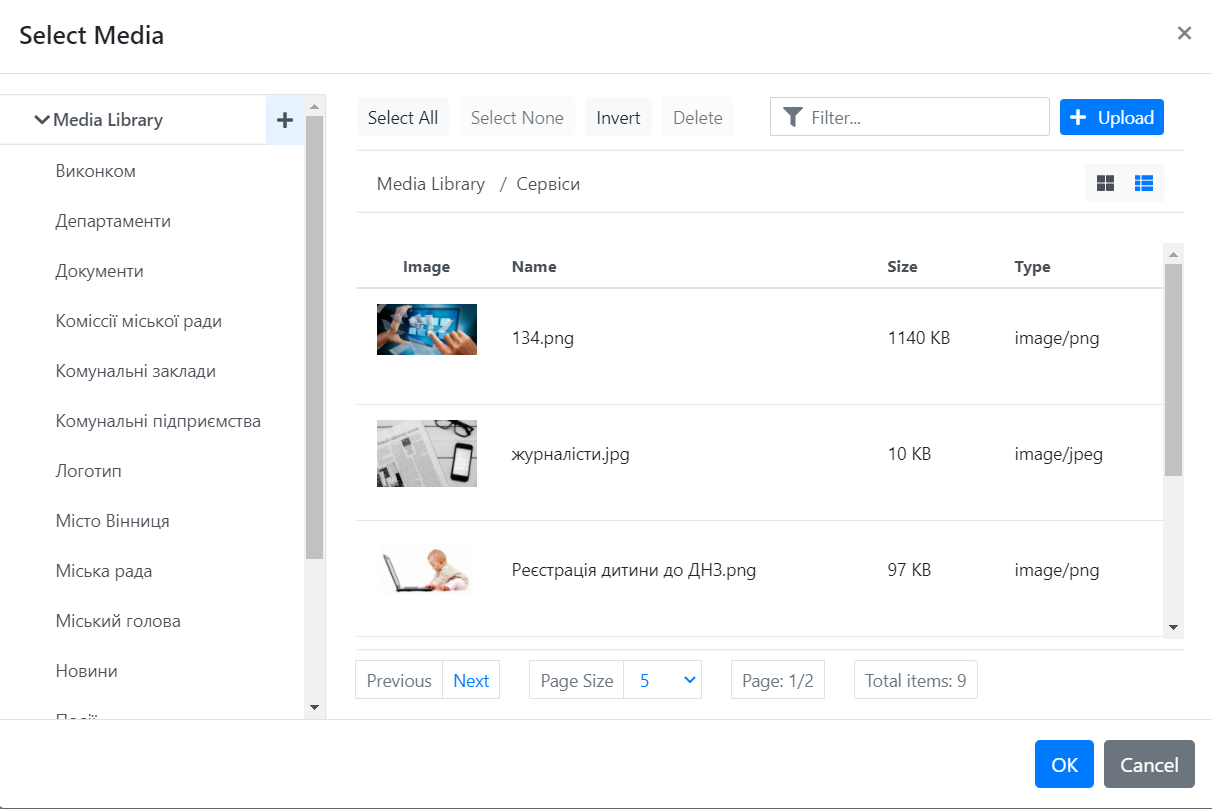 Select Media
×
Media Library
+
Виконком
Департаменти
Документи
Коміссії міської ради
Комунальні заклади
Комунальні підприємства
Логотип
Місто Вінниця
Міська рада
Міський голова
Новини
Select All Select None Invert Delete Filter... + Upload
Media Library / Сервіси
Image Name Size Type
134.png 1140 KB image/png
журналісти.jpg 10 KB image/jpeg
Реєстрація дитини до ДНЗ.png 97 KB image/png
Previous Next Page Size 5 Page: 1/2 Total items: 9
OK Cancel